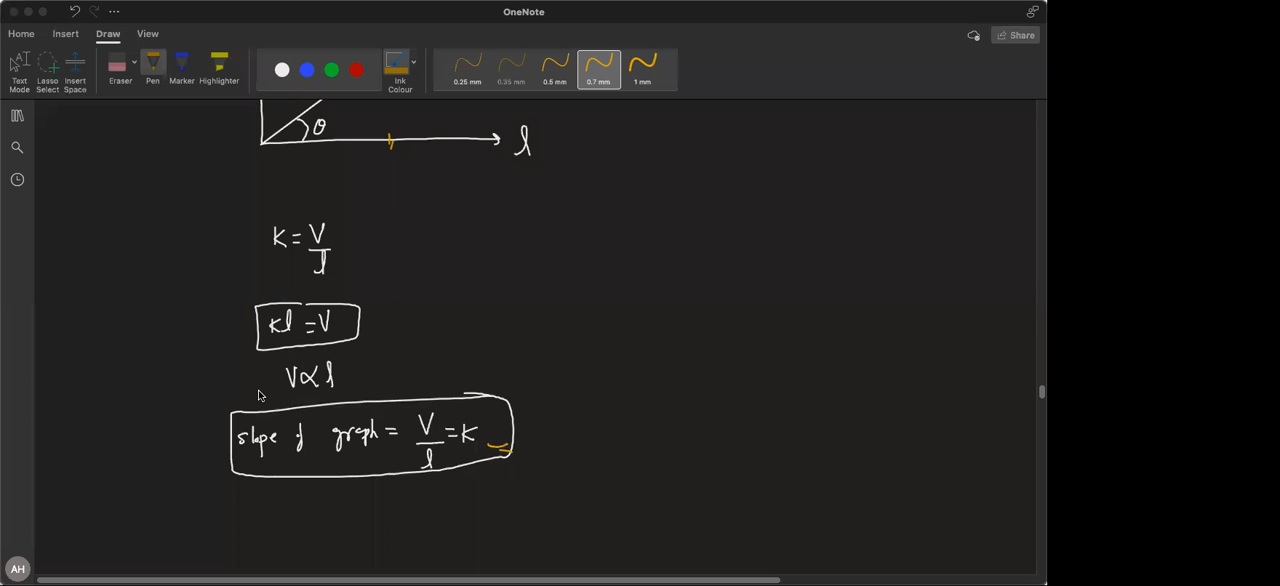 OneNote
Home Insert Draw View
Share
Text Mode
Lasso Select
Insert Space
Eraser
Pen
Marker
Highlighter
Ink Colour
0.25 mm
0.35 mm
0.5 mm
0.7 mm
1 mm
θ
l
K = V/l
Kl = V
V ∝ l
slope of graph = V/l = K
AH